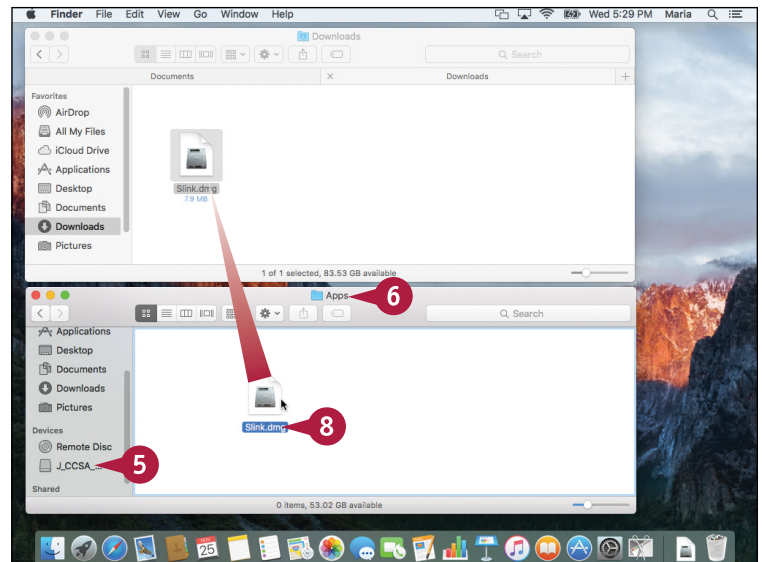 Finder File Edit View Go Window Help Wed 5:29 PM Maria
Downloads
Search
Documents Downloads
Favorites
AirDrop
All My Files
iCloud Drive
Applications
Desktop
Documents
Downloads
Pictures
Slink.dmg
7.9 MB
1 of 1 selected, 83.53 GB available
Apps
6
Search
Applications
Desktop
Documents
Downloads
Pictures
Devices
Remote Disc
J_CCSA_...
5
Shared
Slink.dmg
8
0 items, 53.02 GB available
NOV
25